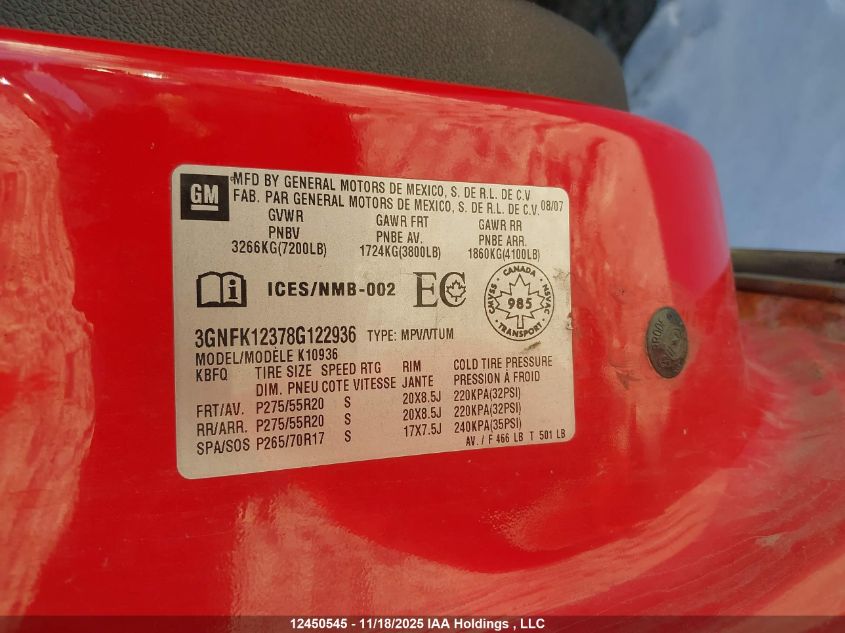 GM
MFD BY GENERAL MOTORS DE MEXICO, S. DE R.L. DE C.V
FAB. PAR GENERAL MOTORS DE MEXICO, S. DE R.L. DE C.V. 08/07
GVWR GAWR FRT GAWR RR
PNBV PNBE AV. PNBE ARR.
3266KG(7200LB) 1724KG(3800LB) 1860KG(4100LB)
ICES/NMB-002 EC
CANADA
CMVSS 985 NSVAC
TRANSPORT
3GNFK12378G122936 TYPE: MPV/VTUM
MODEL/MODÈLE K10936
KBFQ TIRE SIZE SPEED RTG RIM COLD TIRE PRESSURE
DIM. PNEU COTE VITESSE JANTE PRESSION À FROID
FRT/AV. P275/55R20 S 20X8.5J 220KPA(32PSI)
RR/ARR. P275/55R20 S 20X8.5J 220KPA(32PSI)
SPA/SOS P265/70R17 S 17X7.5J 240KPA(35PSI)
AV. / F 466 LB T 501 LB
12450545 - 11/18/2025 IAA Holdings , LLC